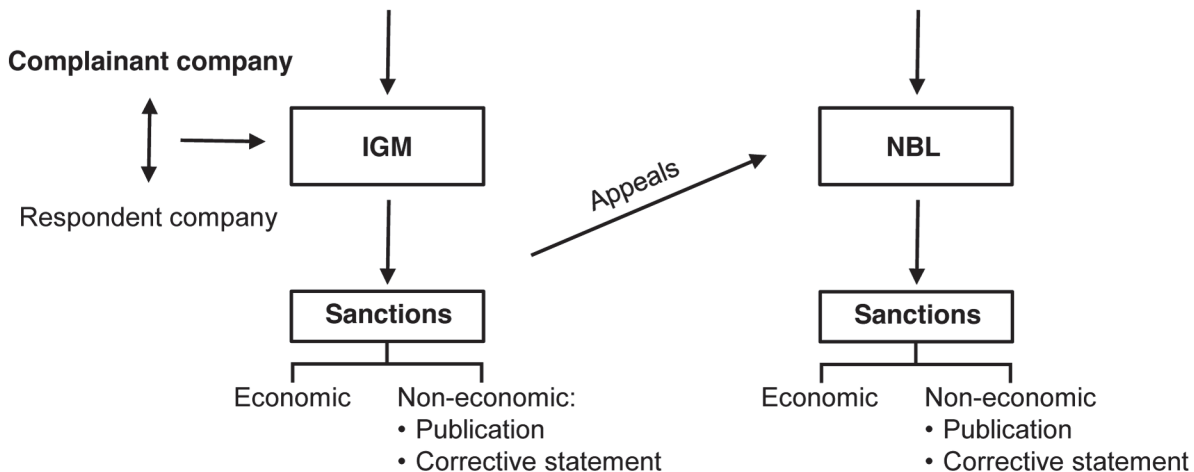 Complainant company
IGM
Respondent company
Appeals
NBL
Sanctions
Economic
Non-economic:
• Publication
• Corrective statement
Sanctions
Economic
Non-economic
• Publication
• Corrective statement